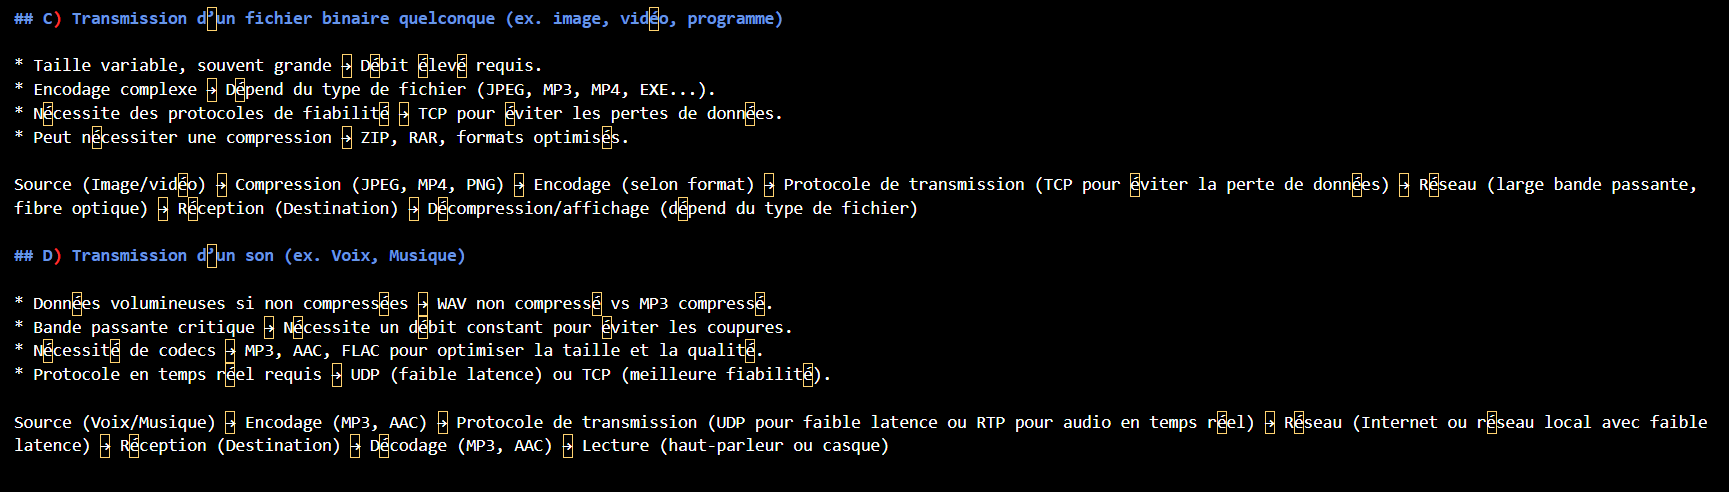 ## C) Transmission d’un fichier binaire quelconque (ex. image, vidéo, programme)
* Taille variable, souvent grande → Débit élevé requis.
* Encodage complexe → Dépend du type de fichier (JPEG, MP3, MP4, EXE...).
* Nécessite des protocoles de fiabilité → TCP pour éviter les pertes de données.
* Peut nécessiter une compression → ZIP, RAR, formats optimisés.
Source (Image/vidéo) → Compression (JPEG, MP4, PNG) → Encodage (selon format) → Protocole de transmission (TCP pour éviter la perte de données) → Réseau (large bande passante,
fibre optique) → Réception (Destination) → Décompression/affichage (dépend du type de fichier)
## D) Transmission d’un son (ex. Voix, Musique)
* Données volumineuses si non compressées → WAV non compressé vs MP3 compressé.
* Bande passante critique → Nécessite un débit constant pour éviter les coupures.
* Nécessité de codecs → MP3, AAC, FLAC pour optimiser la taille et la qualité.
* Protocole en temps réel requis → UDP (faible latence) ou TCP (meilleure fiabilité).
Source (Voix/Musique) → Encodage (MP3, AAC) → Protocole de transmission (UDP pour faible latence ou RTP pour audio en temps réel) → Réseau (Internet ou réseau local avec faible
latence) → Réception (Destination) → Décodage (MP3, AAC) → Lecture (haut-parleur ou casque)